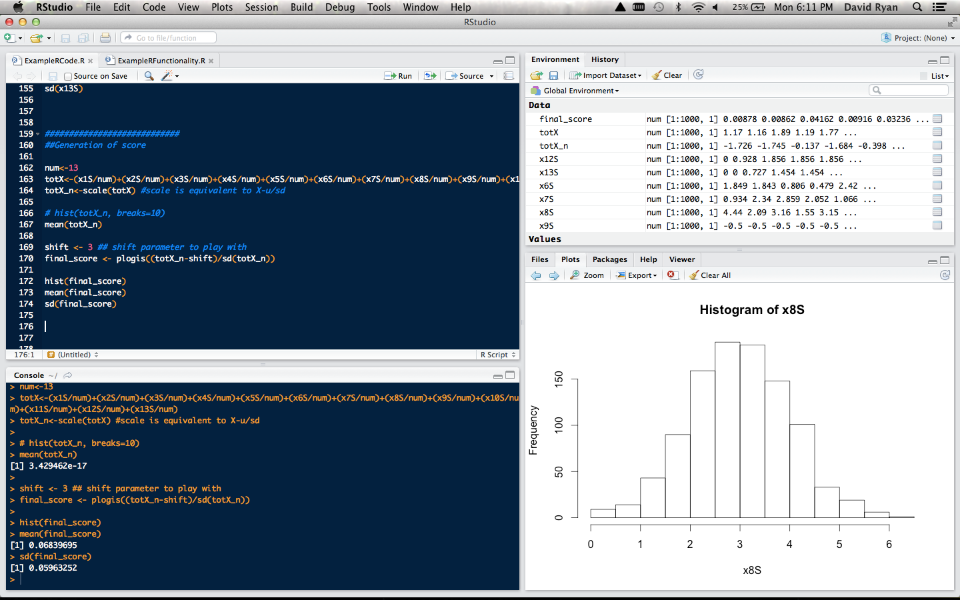 RStudio File Edit Code View Plots Session Build Debug Tools Window Help 25% Mon 6:11 PM David Ryan
RStudio
Go to file/function
Project: (None)
ExampleRCode.R × ExampleRFunctionality.R ×
Source on Save Run Source
155 sd(x13S)
156
157
158
159 ############################
160 ##Generation of score
161
162 num<-13
163 totX<-(x1S/num)+(x2S/num)+(x3S/num)+(x4S/num)+(x5S/num)+(x6S/num)+(x7S/num)+(x8S/num)+(x9S/num)+(x1
164 totX_n<-scale(totX) #scale is equivalent to X-u/sd
165
166 # hist(totX_n, breaks=10)
167 mean(totX_n)
168
169 shift <- 3 ## shift parameter to play with
170 final_score <- plogis((totX_n-shift)/sd(totX_n))
171
172 hist(final_score)
173 mean(final_score)
174 sd(final_score)
175
176
177
178
176:1 (Untitled) R Script
Console ~/
> num<-13
> totX<-(x1S/num)+(x2S/num)+(x3S/num)+(x4S/num)+(x5S/num)+(x6S/num)+(x7S/num)+(x8S/num)+(x9S/num)+(x10S/nu
m)+(x11S/num)+(x12S/num)+(x13S/num)
> totX_n<-scale(totX) #scale is equivalent to X-u/sd
>
> # hist(totX_n, breaks=10)
> mean(totX_n)
[1] 3.429462e-17
>
> shift <- 3 ## shift parameter to play with
> final_score <- plogis((totX_n-shift)/sd(totX_n))
>
> hist(final_score)
> mean(final_score)
[1] 0.06839695
> sd(final_score)
[1] 0.05963252
>
Environment History
Import Dataset Clear List
Global Environment
Data
final_score num [1:1000, 1] 0.00878 0.00862 0.04162 0.00916 0.03236 ...
totX num [1:1000, 1] 1.17 1.16 1.89 1.19 1.77 ...
totX_n num [1:1000, 1] -1.726 -1.745 -0.137 -1.684 -0.398 ...
x12S num [1:1000, 1] 0 0.928 1.856 1.856 1.856 ...
x13S num [1:1000, 1] 0 0 0.727 1.454 1.454 ...
x6S num [1:1000, 1] 1.849 1.843 0.806 0.479 2.42 ...
x7S num [1:1000, 1] 0.934 2.34 2.859 2.052 1.066 ...
x8S num [1:1000, 1] 4.44 2.09 3.16 1.55 3.15 ...
x9S num [1:1000, 1] -0.5 -0.5 -0.5 -0.5 -0.5 ...
Values
Files Plots Packages Help Viewer
Zoom Export Clear All
Histogram of x8S
Frequency
150
100
50
0
0 1 2 3 4 5 6
x8S